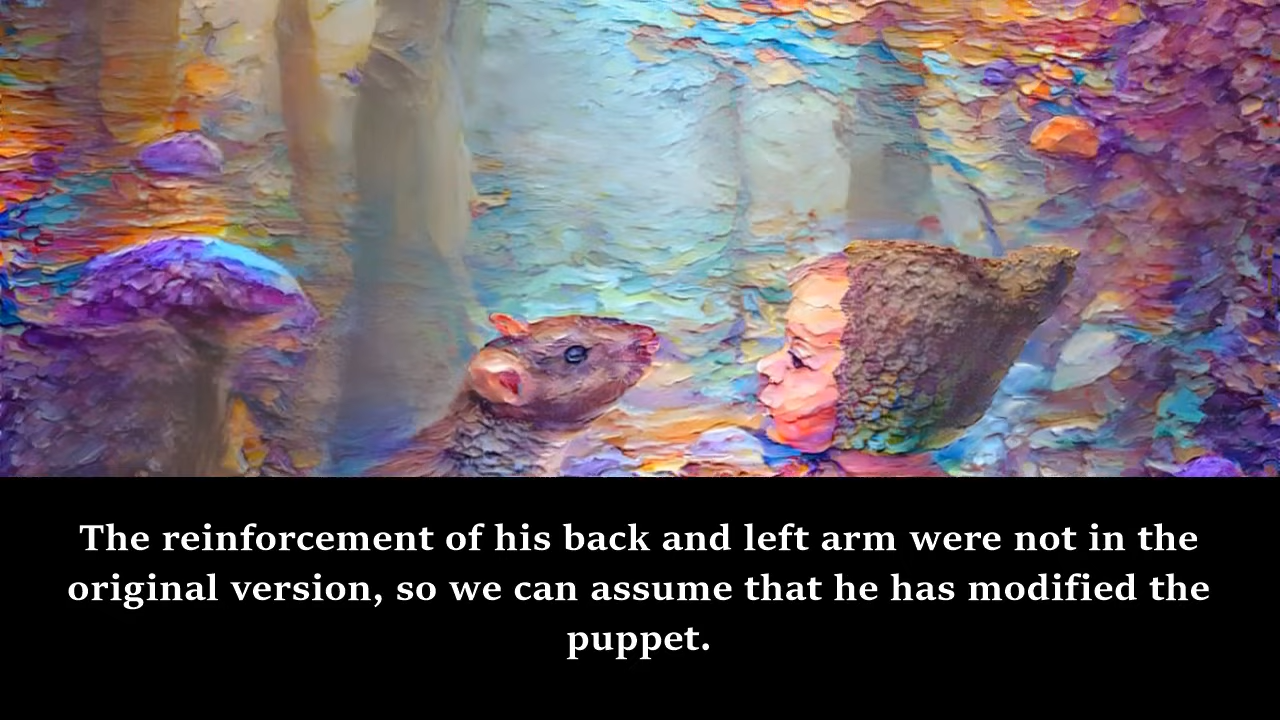 The reinforcement of his back and left arm were not in the
original version, so we can assume that he has modified the
puppet.